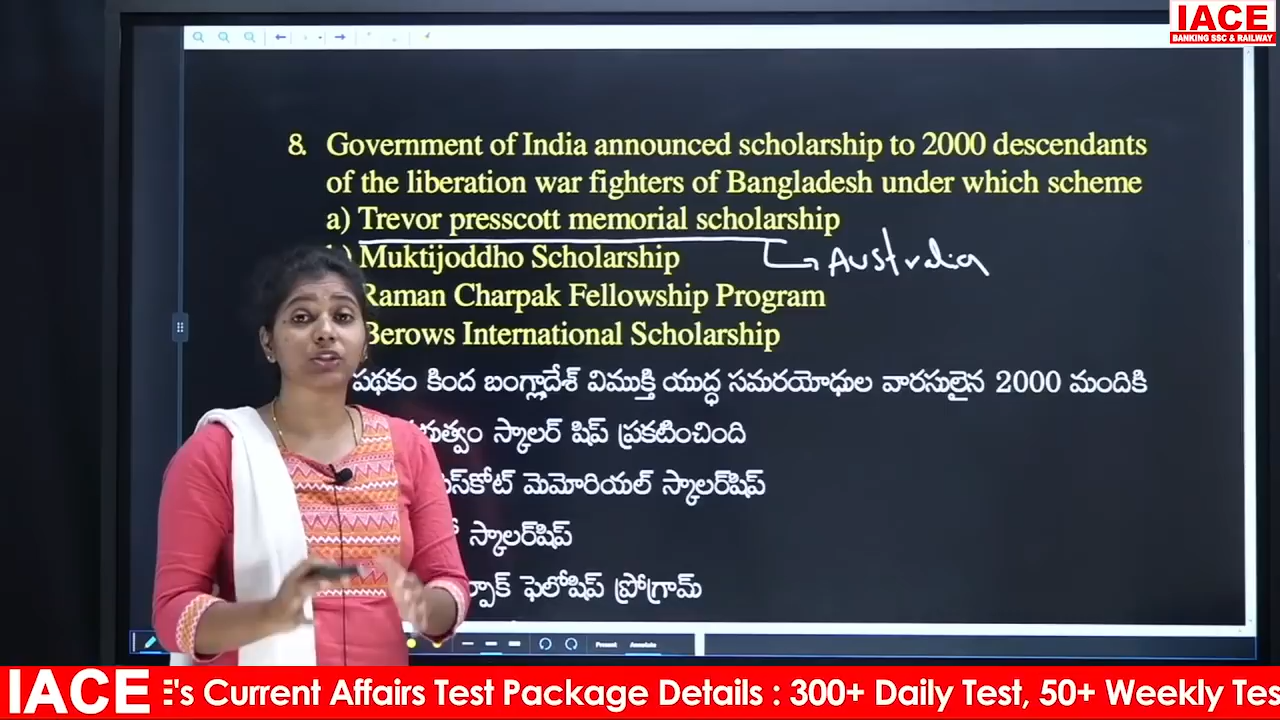 IACE
BANKING SSC & RAILWAY
8. Government of India announced scholarship to 2000 descendants
of the liberation war fighters of Bangladesh under which scheme
a) Trevor presscott memorial scholarship
Muktijoddho Scholarship
Australia
Raman Charpak Fellowship Program
Berows International Scholarship
పథకం కింద బంగ్లాదేశ్ విముక్తి యుద్ధ సమరయోధుల వారసులైన 2000 మందికి
స్కాలర్ షిప్ ప్రకటించింది
మెమోరియల్ స్కాలర్‌షిప్
స్కాలర్‌షిప్
ఫెలోషిప్ ప్రోగ్రామ్
Present Annotate
IACE E's Current Affairs Test Package Details : 300+ Daily Test, 50+ Weekly Tes